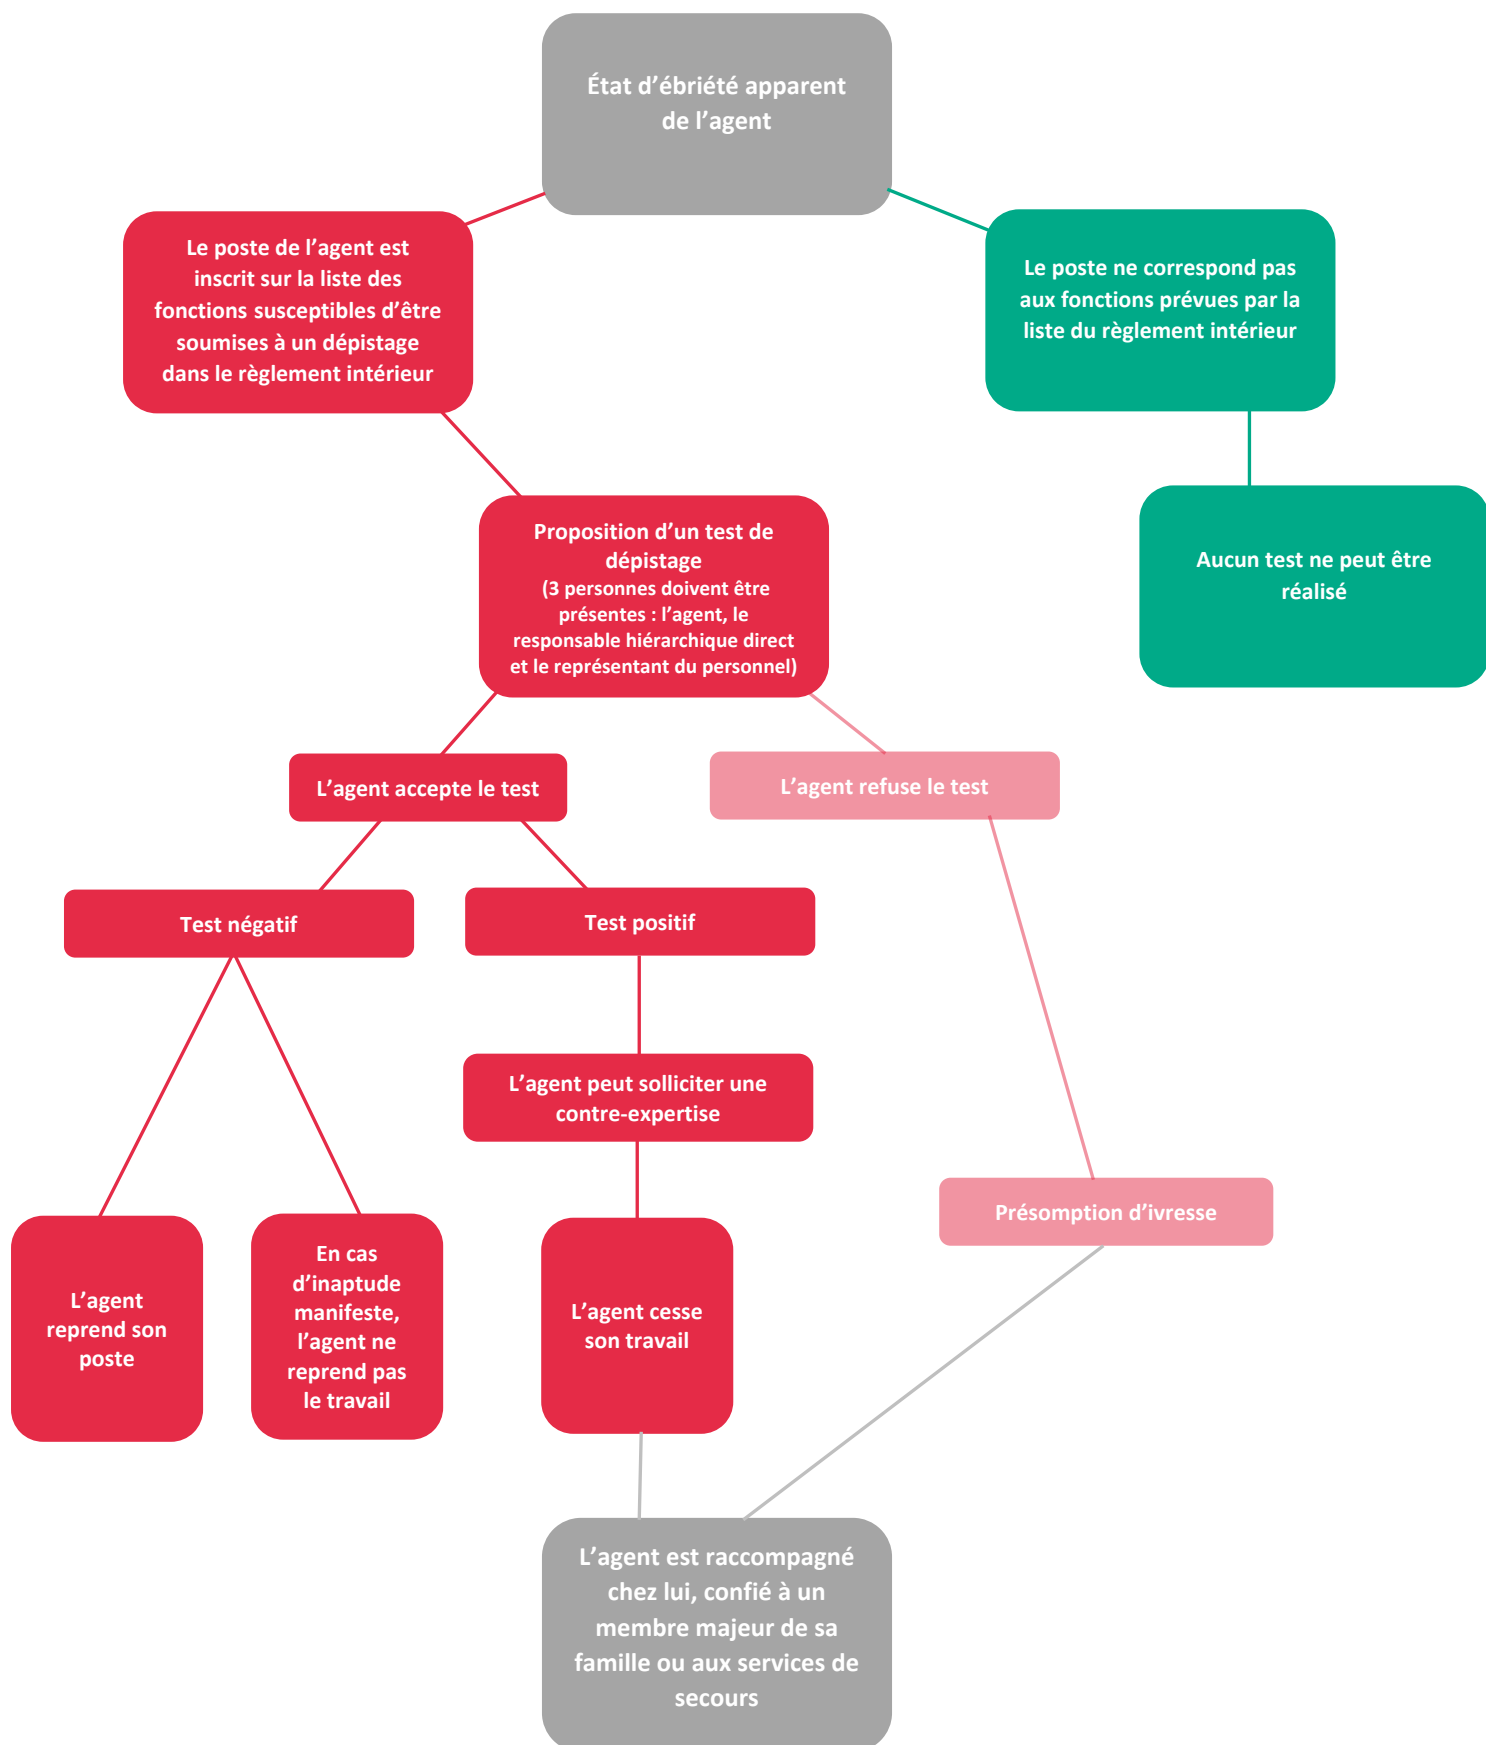 État d’ébriété apparent
de l’agent
Le poste de l’agent est
inscrit sur la liste des
fonctions susceptibles d’être
soumises à un dépistage
dans le règlement intérieur
Le poste ne correspond pas
aux fonctions prévues par la
liste du règlement intérieur
Proposition d’un test de
dépistage
(3 personnes doivent être
présentes : l’agent, le
responsable hiérarchique direct
et le représentant du personnel)
Aucun test ne peut être
réalisé
L’agent accepte le test
L’agent refuse le test
Test négatif
Test positif
L’agent peut solliciter une
contre-expertise
Présomption d’ivresse
L’agent
reprend son
poste
En cas
d’inaptude
manifeste,
l’agent ne
reprend pas
le travail
L’agent cesse
son travail
L’agent est raccompagné
chez lui, confié à un
membre majeur de sa
famille ou aux services de
secours